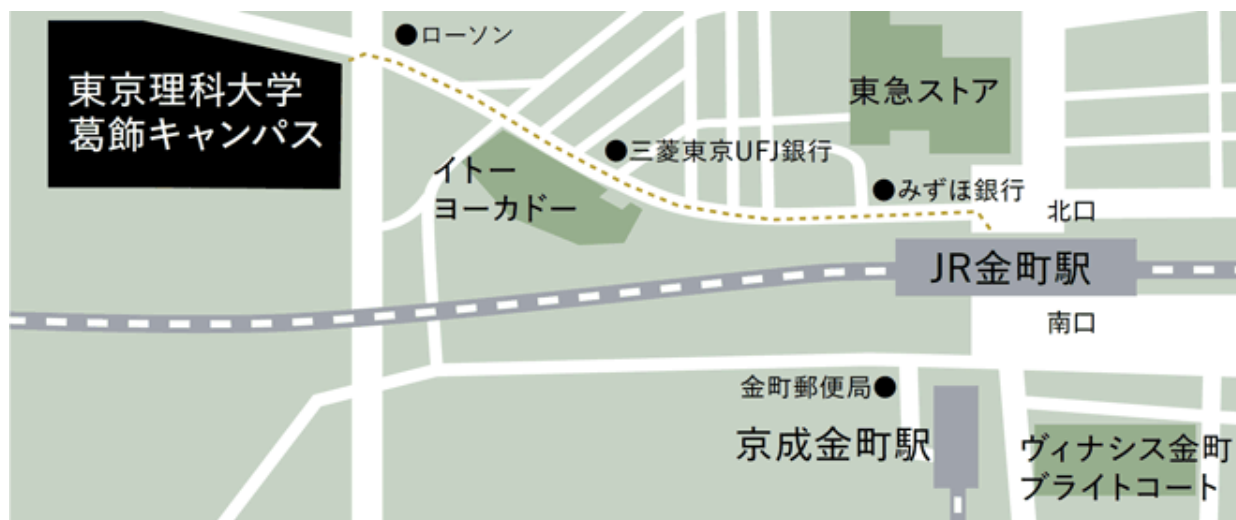 ●ローソン
東京理科大学
葛飾キャンパス
東急ストア
●三菱東京UFJ銀行
イトー
ヨーカドー
●みずほ銀行
北口
JR金町駅
南口
金町郵便局●
京成金町駅
ヴィナシス金町
ブライトコート